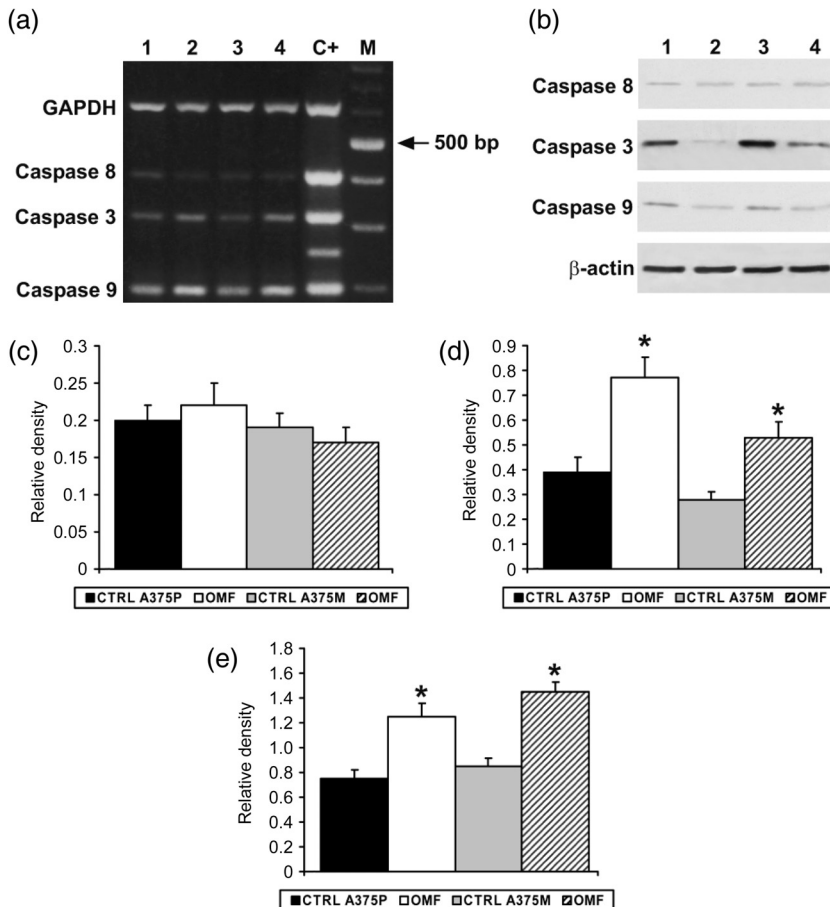 (a)
1 2 3 4 C+ M
GAPDH
500 bp
Caspase 8
Caspase 3
Caspase 9
(b)
1 2 3 4
Caspase 8
Caspase 3
Caspase 9
β-actin
(c)
Relative density
0.3
0.25
0.2
0.15
0.1
0.05
0
CTRL A375P OMF CTRL A375M OMF
(d)
Relative density
0.9
0.8
0.7
0.6
0.5
0.4
0.3
0.2
0.1
0
* *
CTRL A375P OMF CTRL A375M OMF
(e)
Relative density
1.8
1.6
1.4
1.2
1.0
0.8
0.6
0.4
0.2
0
* *
CTRL A375P OMF CTRL A375M OMF